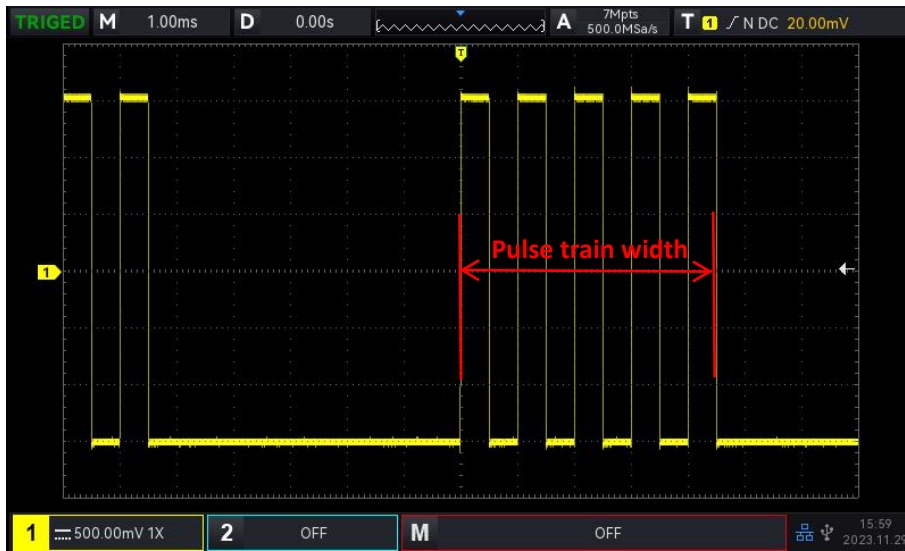 TRIGED M 1.00ms D 0.00s A 7Mpts 500.0MSa/s T 1 N DC 20.00mV
T
Pulse train width
1
1 500.00mV 1X 2 OFF M OFF 15:59
2023.11.29